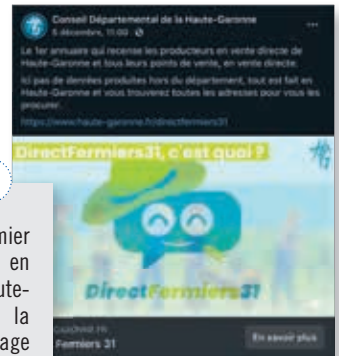 Conseil Départemental de la Haute-Garonne
5 décembre, 11:00
Le 1er annuaire qui recense les producteurs en vente directe de
Haute-Garonne et tous leurs points de vente, en vente directe.
Ici pas de denrées produites hors du département, tout est fait en
Haute-Garonne et vous trouverez toutes les adresses pour vous les
procurer.
https://www.haute-garonne.fr/directfermiers31
DirectFermiers31, c'est quoi ?
DirectFermiers31
Fermiers 31
En savoir plus
mier
en
ute-
la
age